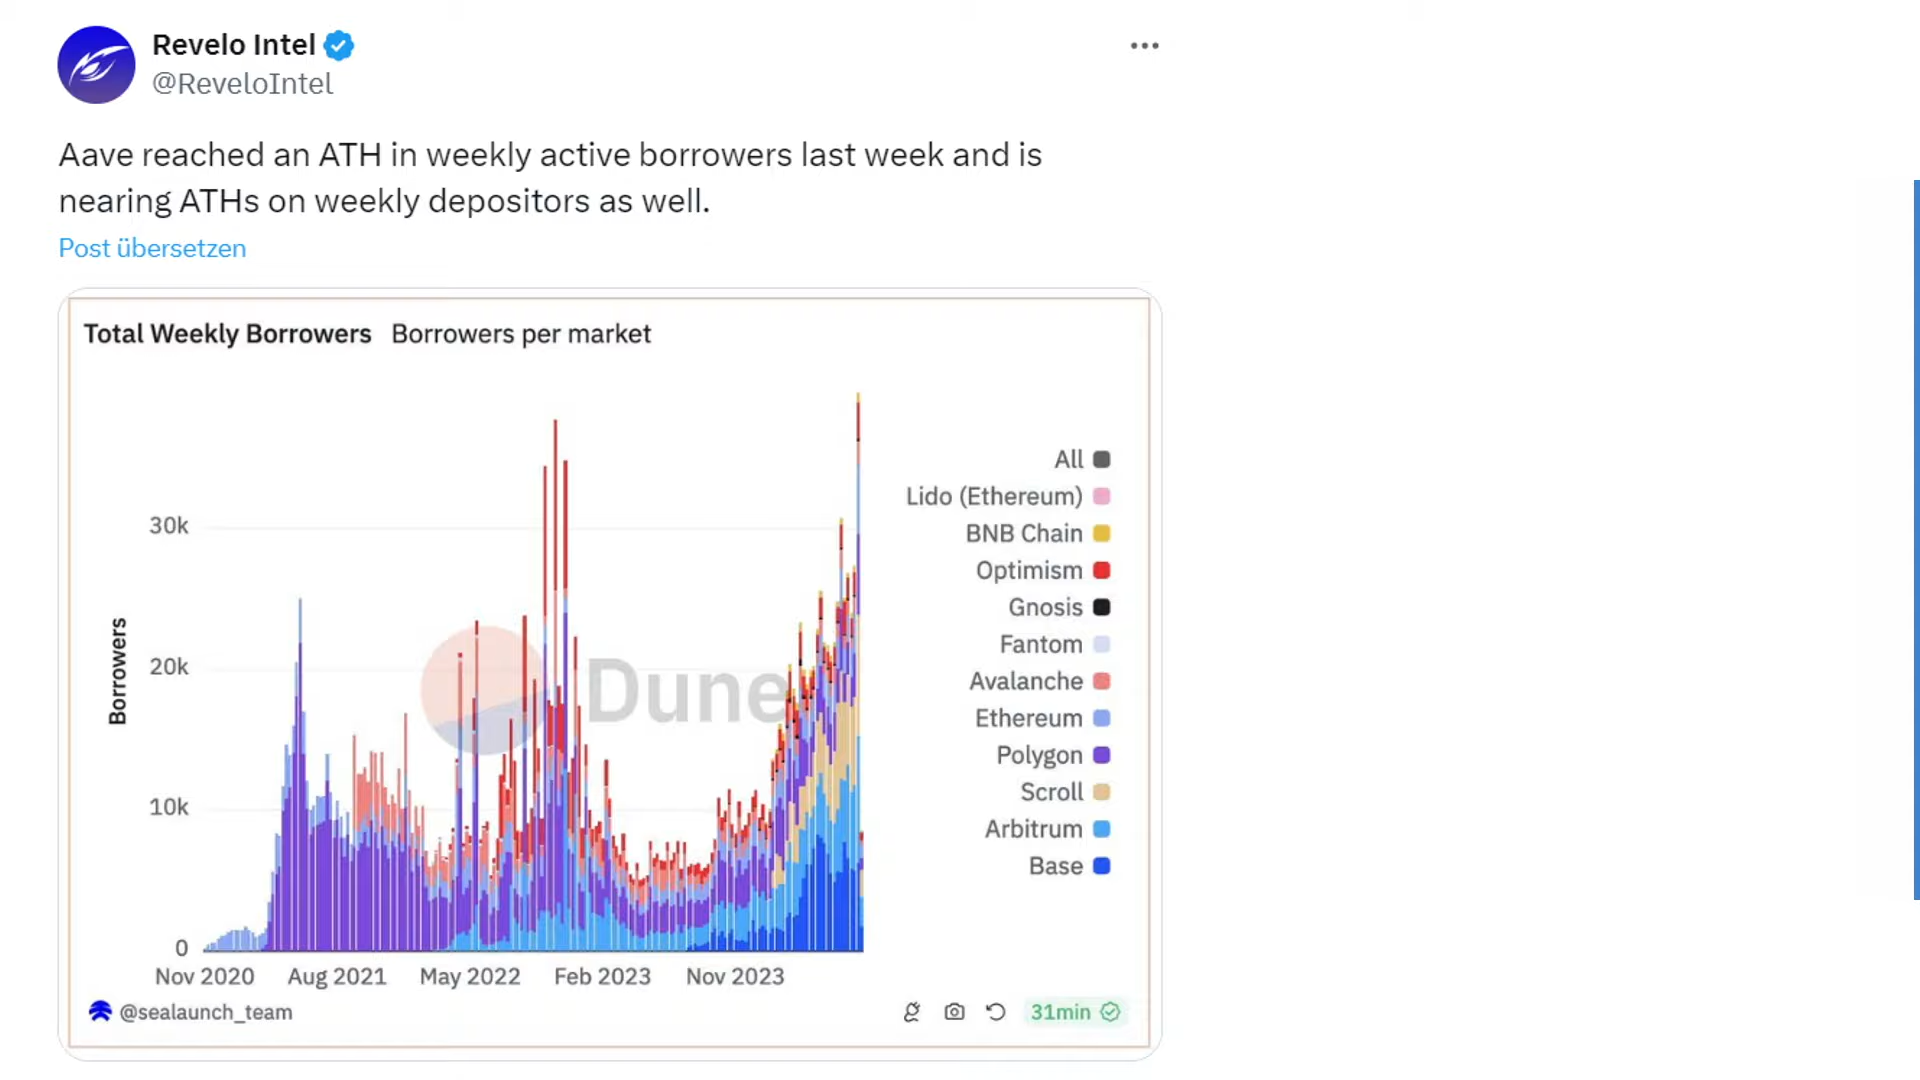 Revelo Intel
@ReveloIntel
Aave reached an ATH in weekly active borrowers last week and is
nearing ATHs on weekly depositors as well.
Post übersetzen
Total Weekly Borrowers Borrowers per market
All
Lido (Ethereum)
BNB Chain
Optimism
Gnosis
Fantom
Avalanche
Ethereum
Polygon
Scroll
Arbitrum
Base
30k
20k
10k
0
Borrowers
Dune
Nov 2020 Aug 2021 May 2022 Feb 2023 Nov 2023
@sealaunch_team
31min